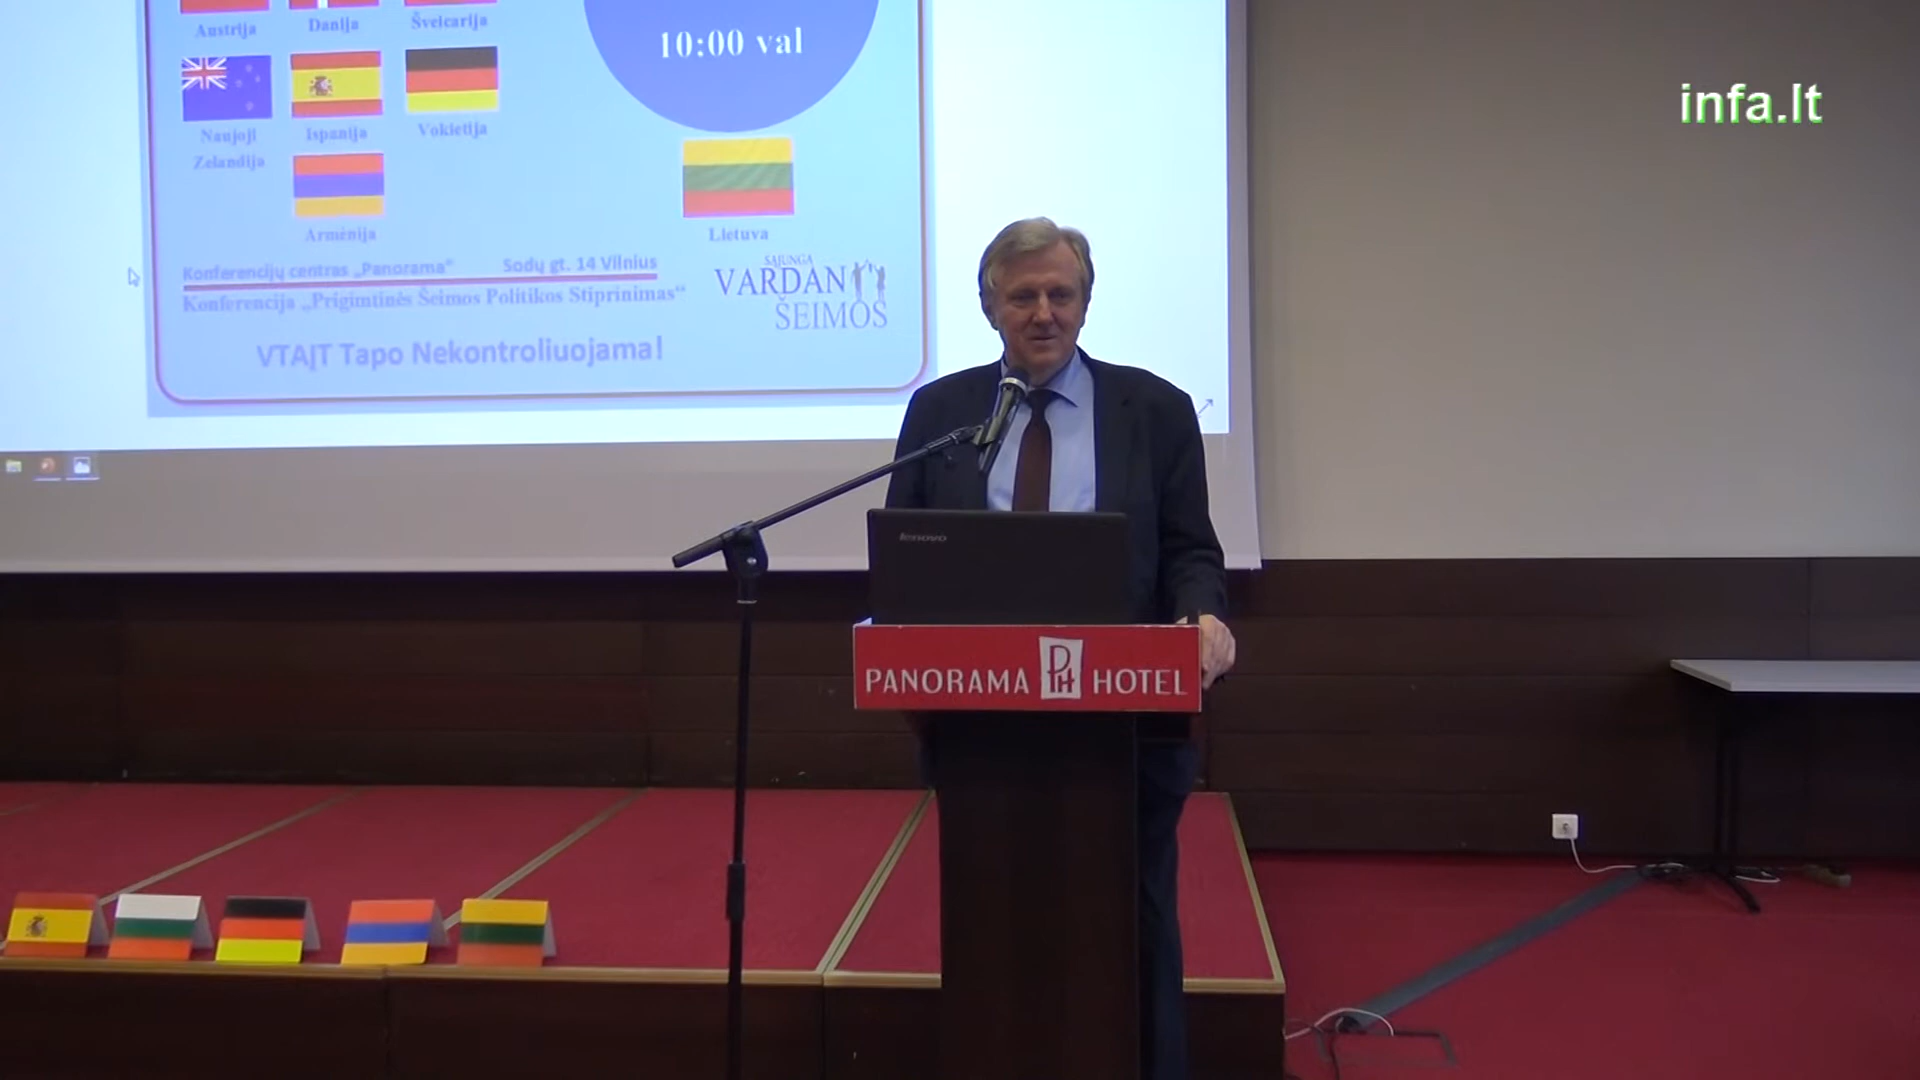 Austrija
Danija
Šveicarija
10:00 val
infa.lt
Naujoji
Zelandija
Ispanija
Vokietija
Armėnija
Lietuva
Konferencijų centras „Panorama“ Sodų gt. 14 Vilnius
Konferencija „Prigimtinės Šeimos Politikos Stiprinimas“
SĄJUNGA
VARDAN
ŠEIMOS
VTAJT Tapo Nekontroliuojama!
lenovo
PANORAMA PH HOTEL